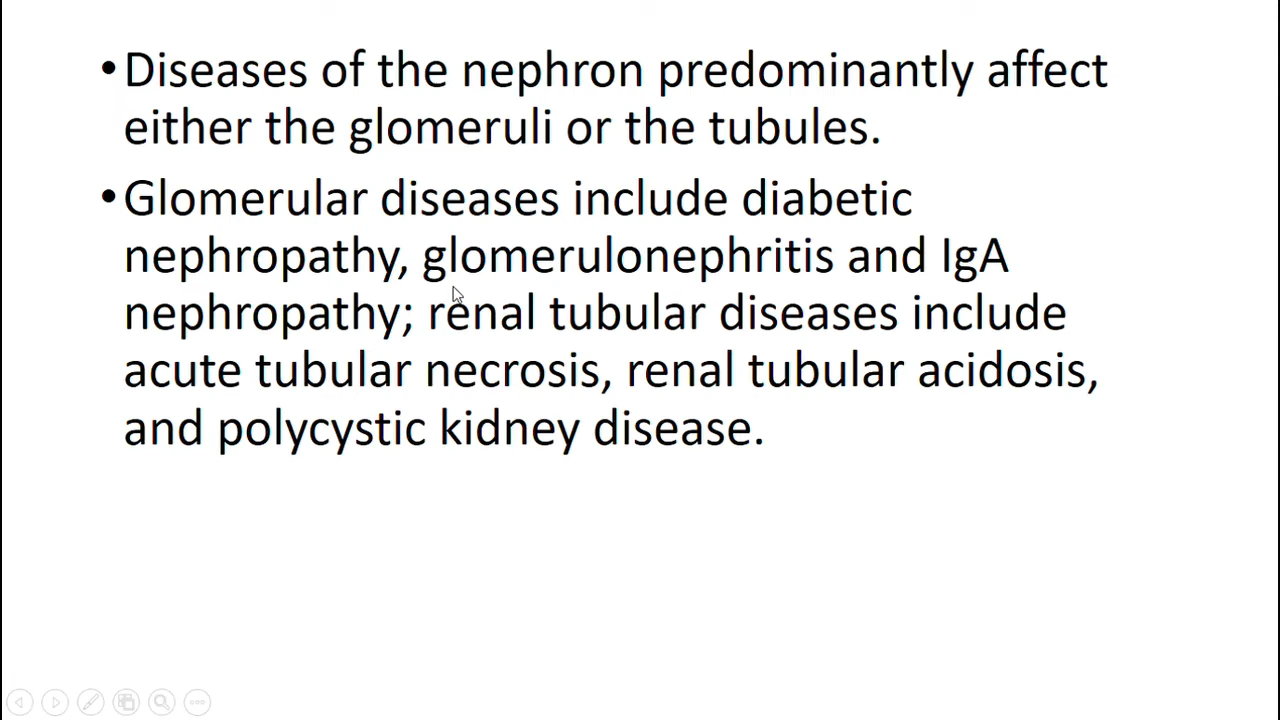 •Diseases of the nephron predominantly affect
either the glomeruli or the tubules.
•Glomerular diseases include diabetic
nephropathy, glomerulonephritis and IgA
nephropathy; renal tubular diseases include
acute tubular necrosis, renal tubular acidosis,
and polycystic kidney disease.